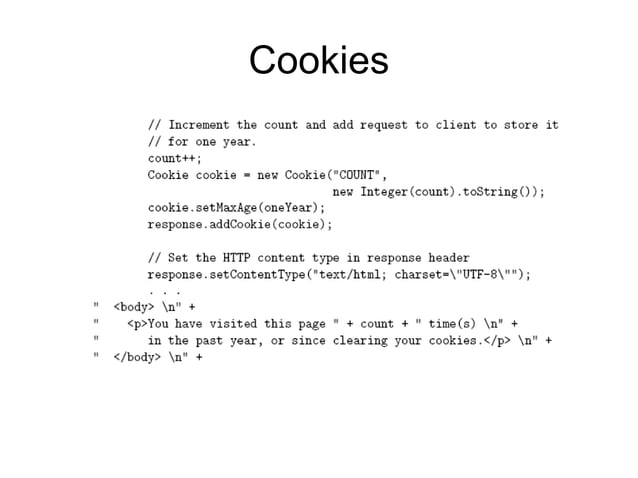 Cookies
// Increment the count and add request to client to store it
// for one year.
count++;
Cookie cookie = new Cookie("COUNT",
new Integer(count).toString());
cookie.setMaxAge(oneYear);
response.addCookie(cookie);
// Set the HTTP content type in response header
response.setContentType("text/html; charset=\"UTF-8\"");
. . .
"  <body> \n" +
"    <p>You have visited this page " + count + " time(s) \n" +
"       in the past year, or since clearing your cookies.</p> \n" +
"  </body> \n" +